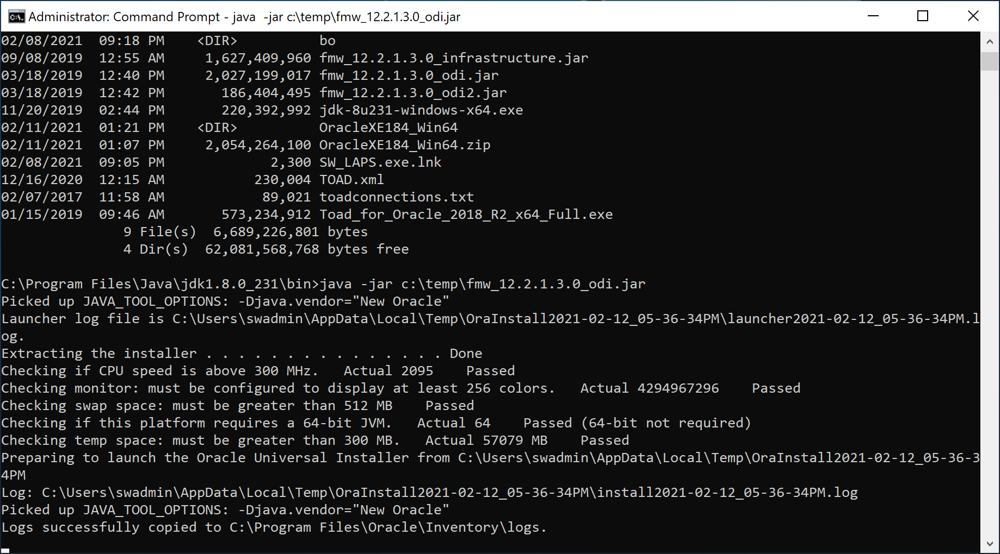 Administrator: Command Prompt - java  -jar c:\temp\fmw_12.2.1.3.0_odi.jar
02/08/2021  09:18 PM    <DIR>          bo
09/08/2019  12:55 AM     1,627,409,960 fmw_12.2.1.3.0_infrastructure.jar
03/18/2019  12:40 PM     2,027,199,017 fmw_12.2.1.3.0_odi.jar
03/18/2019  12:42 PM       186,404,495 fmw_12.2.1.3.0_odi2.jar
11/20/2019  02:44 PM       220,392,992 jdk-8u231-windows-x64.exe
02/11/2021  01:21 PM    <DIR>          OracleXE184_Win64
02/11/2021  01:07 PM     2,054,264,100 OracleXE184_Win64.zip
02/08/2021  09:05 PM             2,300 SW_LAPS.exe.lnk
12/16/2020  12:15 AM           230,004 TOAD.xml
02/07/2017  11:58 AM            89,021 toadconnections.txt
01/15/2019  09:46 AM       573,234,912 Toad_for_Oracle_2018_R2_x64_Full.exe
               9 File(s)  6,689,226,801 bytes
               4 Dir(s)  62,081,568,768 bytes free
C:\Program Files\Java\jdk1.8.0_231\bin>java -jar c:\temp\fmw_12.2.1.3.0_odi.jar
Picked up JAVA_TOOL_OPTIONS: -Djava.vendor="New Oracle"
Launcher log file is C:\Users\swadmin\AppData\Local\Temp\OraInstall2021-02-12_05-36-34PM\launcher2021-02-12_05-36-34PM.l
og.
Extracting the installer . . . . . . . . . . . . . . . Done
Checking if CPU speed is above 300 MHz.   Actual 2095    Passed
Checking monitor: must be configured to display at least 256 colors.   Actual 4294967296    Passed
Checking swap space: must be greater than 512 MB    Passed
Checking if this platform requires a 64-bit JVM.   Actual 64    Passed (64-bit not required)
Checking temp space: must be greater than 300 MB.   Actual 57079 MB    Passed
Preparing to launch the Oracle Universal Installer from C:\Users\swadmin\AppData\Local\Temp\OraInstall2021-02-12_05-36-3
4PM
Log: C:\Users\swadmin\AppData\Local\Temp\OraInstall2021-02-12_05-36-34PM\install2021-02-12_05-36-34PM.log
Picked up JAVA_TOOL_OPTIONS: -Djava.vendor="New Oracle"
Logs successfully copied to C:\Program Files\Oracle\Inventory\logs.